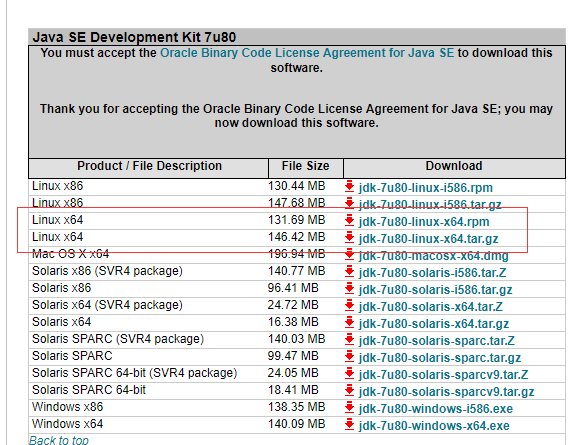 Java SE Development Kit 7u80
You must accept the Oracle Binary Code License Agreement for Java SE to download this
software.
Thank you for accepting the Oracle Binary Code License Agreement for Java SE; you may
now download this software.
Product / File Description File Size Download
Linux x86 130.44 MB jdk-7u80-linux-i586.rpm
Linux x86 147.68 MB jdk-7u80-linux-i586.tar.gz
Linux x64 131.69 MB jdk-7u80-linux-x64.rpm
Linux x64 146.42 MB jdk-7u80-linux-x64.tar.gz
Mac OS X x64 196.94 MB jdk-7u80-macosx-x64.dmg
Solaris x86 (SVR4 package) 140.77 MB jdk-7u80-solaris-i586.tar.Z
Solaris x86 96.41 MB jdk-7u80-solaris-i586.tar.gz
Solaris x64 (SVR4 package) 24.72 MB jdk-7u80-solaris-x64.tar.Z
Solaris x64 16.38 MB jdk-7u80-solaris-x64.tar.gz
Solaris SPARC (SVR4 package) 140.03 MB jdk-7u80-solaris-sparc.tar.Z
Solaris SPARC 99.47 MB jdk-7u80-solaris-sparc.tar.gz
Solaris SPARC 64-bit (SVR4 package) 24.05 MB jdk-7u80-solaris-sparcv9.tar.Z
Solaris SPARC 64-bit 18.41 MB jdk-7u80-solaris-sparcv9.tar.gz
Windows x86 138.35 MB jdk-7u80-windows-i586.exe
Windows x64 140.09 MB jdk-7u80-windows-x64.exe
Back to top